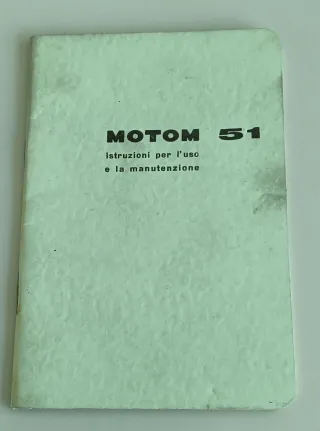 MOTOM 51
istruzioni per l'uso
e la manutenzione